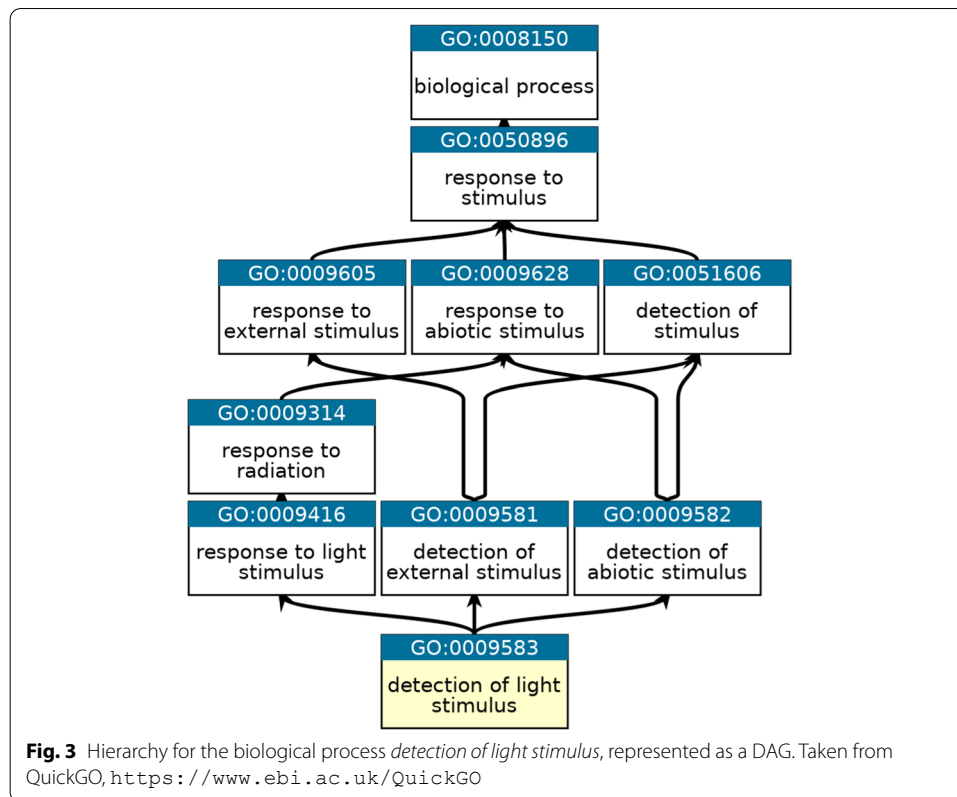 GO:0008150
biological process
GO:0050896
response to
stimulus
GO:0009605
response to
external stimulus
GO:0009628
response to
abiotic stimulus
GO:0051606
detection of
stimulus
GO:0009314
response to
radiation
GO:0009416
response to light
stimulus
GO:0009581
detection of
external stimulus
GO:0009582
detection of
abiotic stimulus
GO:0009583
detection of light
stimulus
Fig. 3 Hierarchy for the biological process detection of light stimulus, represented as a DAG. Taken from
QuickGO, https://www.ebi.ac.uk/QuickGO